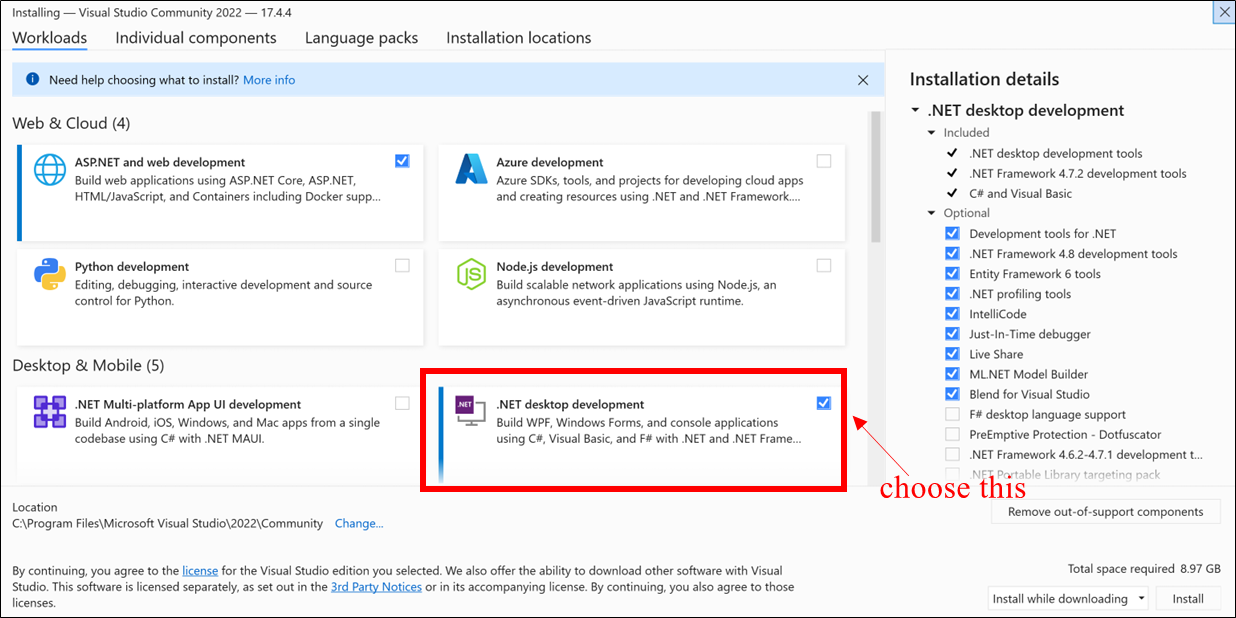 Installing — Visual Studio Community 2022 — 17.4.4
Workloads
Individual components
Language packs
Installation locations
Need help choosing what to install? More info
Web & Cloud (4)
ASP.NET and web development
Build web applications using ASP.NET Core, ASP.NET,
HTML/JavaScript, and Containers including Docker supp...
Azure development
Azure SDKs, tools, and projects for developing cloud apps
and creating resources using .NET and .NET Framework....
Python development
Editing, debugging, interactive development and source
control for Python.
JS
Node.js development
Build scalable network applications using Node.js, an
asynchronous event-driven JavaScript runtime.
Desktop & Mobile (5)
.NET Multi-platform App UI development
Build Android, iOS, Windows, and Mac apps from a single
codebase using C# with .NET MAUI.
.NET
.NET desktop development
Build WPF, Windows Forms, and console applications
using C#, Visual Basic, and F# with .NET and .NET Frame...
choose this
Installation details
.NET desktop development
Included
.NET desktop development tools
.NET Framework 4.7.2 development tools
C# and Visual Basic
Optional
Development tools for .NET
.NET Framework 4.8 development tools
Entity Framework 6 tools
.NET profiling tools
IntelliCode
Just-In-Time debugger
Live Share
ML.NET Model Builder
Blend for Visual Studio
F# desktop language support
PreEmptive Protection - Dotfuscator
.NET Framework 4.6.2-4.7.1 development t...
.NET Portable Library targeting pack
Remove out-of-support components
Location
C:\Program Files\Microsoft Visual Studio\2022\Community Change...
By continuing, you agree to the license for the Visual Studio edition you selected. We also offer the ability to download other software with Visual
Studio. This software is licensed separately, as set out in the 3rd Party Notices or in its accompanying license. By continuing, you also agree to those
licenses.
Total space required 8.97 GB
Install while downloading
Install